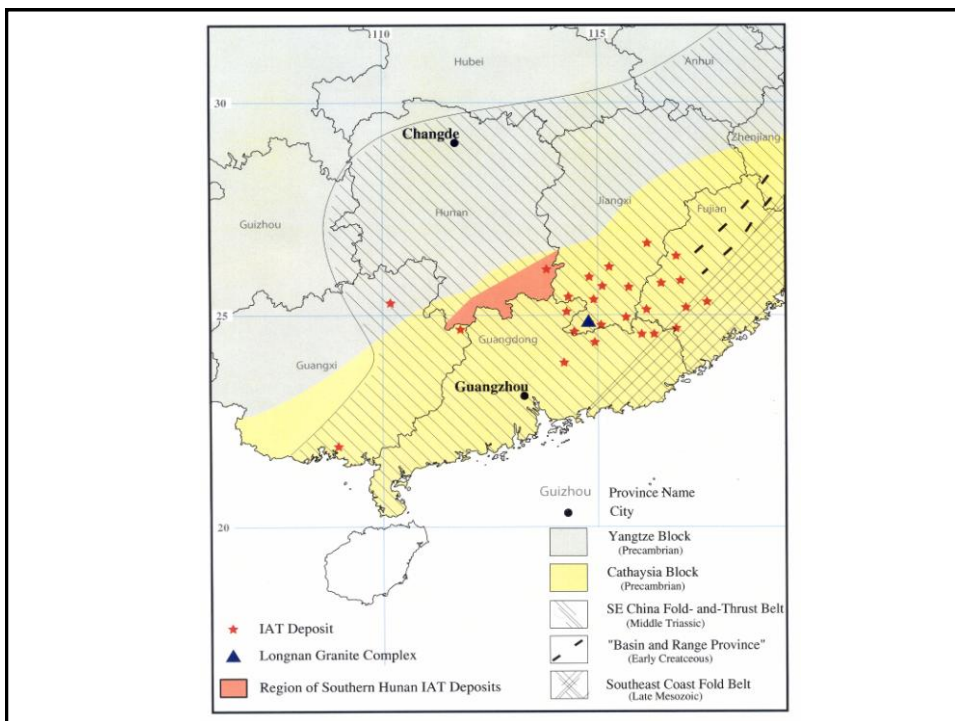 1110
115
Hubei
Anhui
30
Changde
Zhenjiang
Hunan
Jiangxi
Fujian
Guizhou
25
Guangdong
Guangxi
Guangzhou
20
Guizhou Province Name
City
Yangtze Block
(Precambrian)
Cathaysia Block
(Precambrian)
SE China Fold-and-Thrust Belt
(Middle Triassic)
"Basin and Range Province"
(Early Creatceous)
Southeast Coast Fold Belt
(Late Mesozoic)
IAT Deposit
Longnan Granite Complex
Region of Southern Hunan IAT Deposits